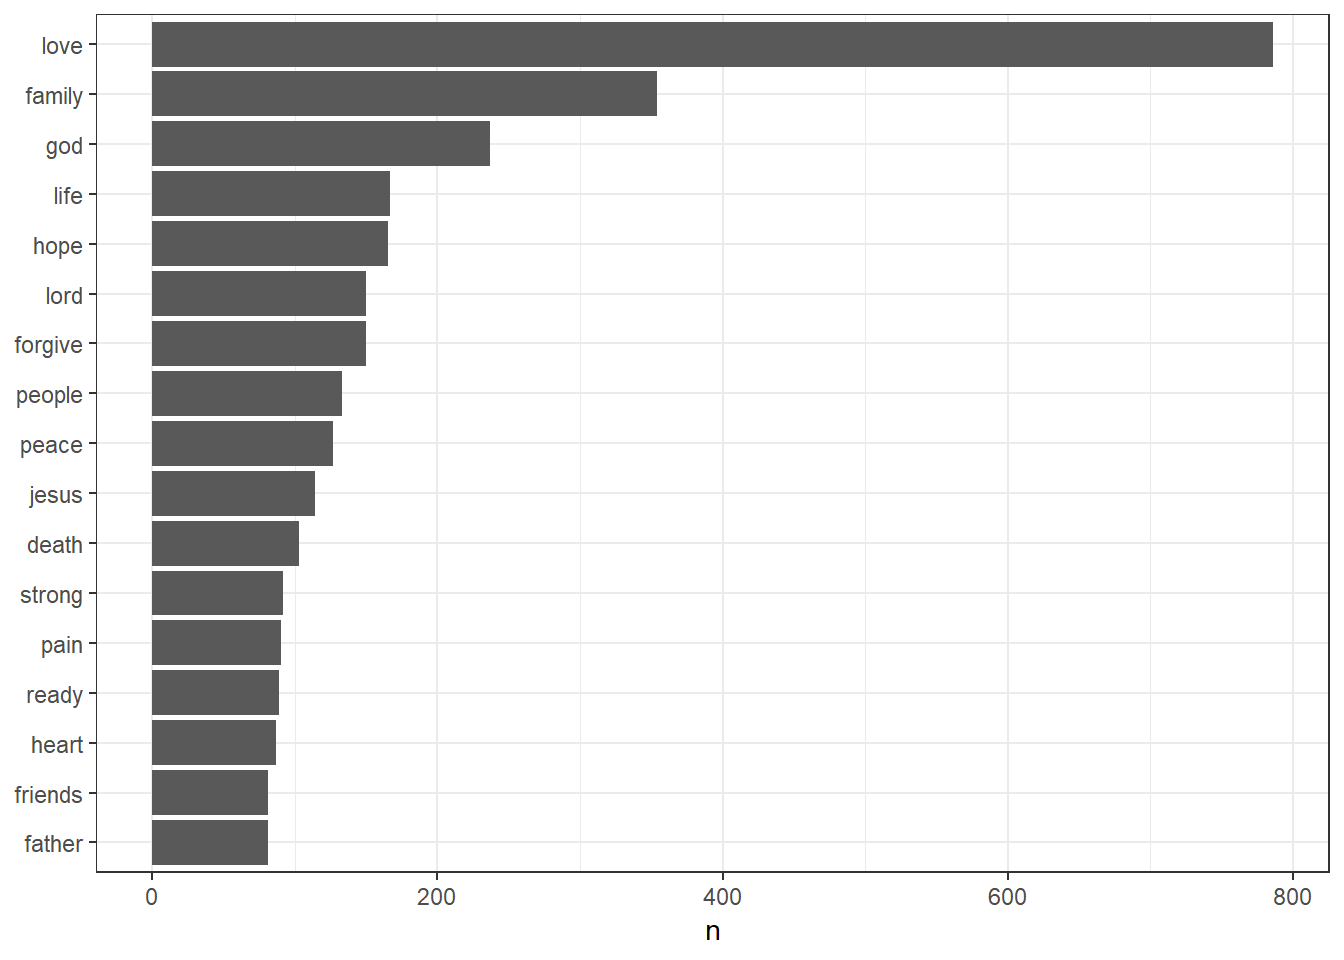 love
family
god
life
hope
lord
forgive
people
peace
jesus
death
strong
pain
ready
heart
friends
father
0 200 400 600 800
n